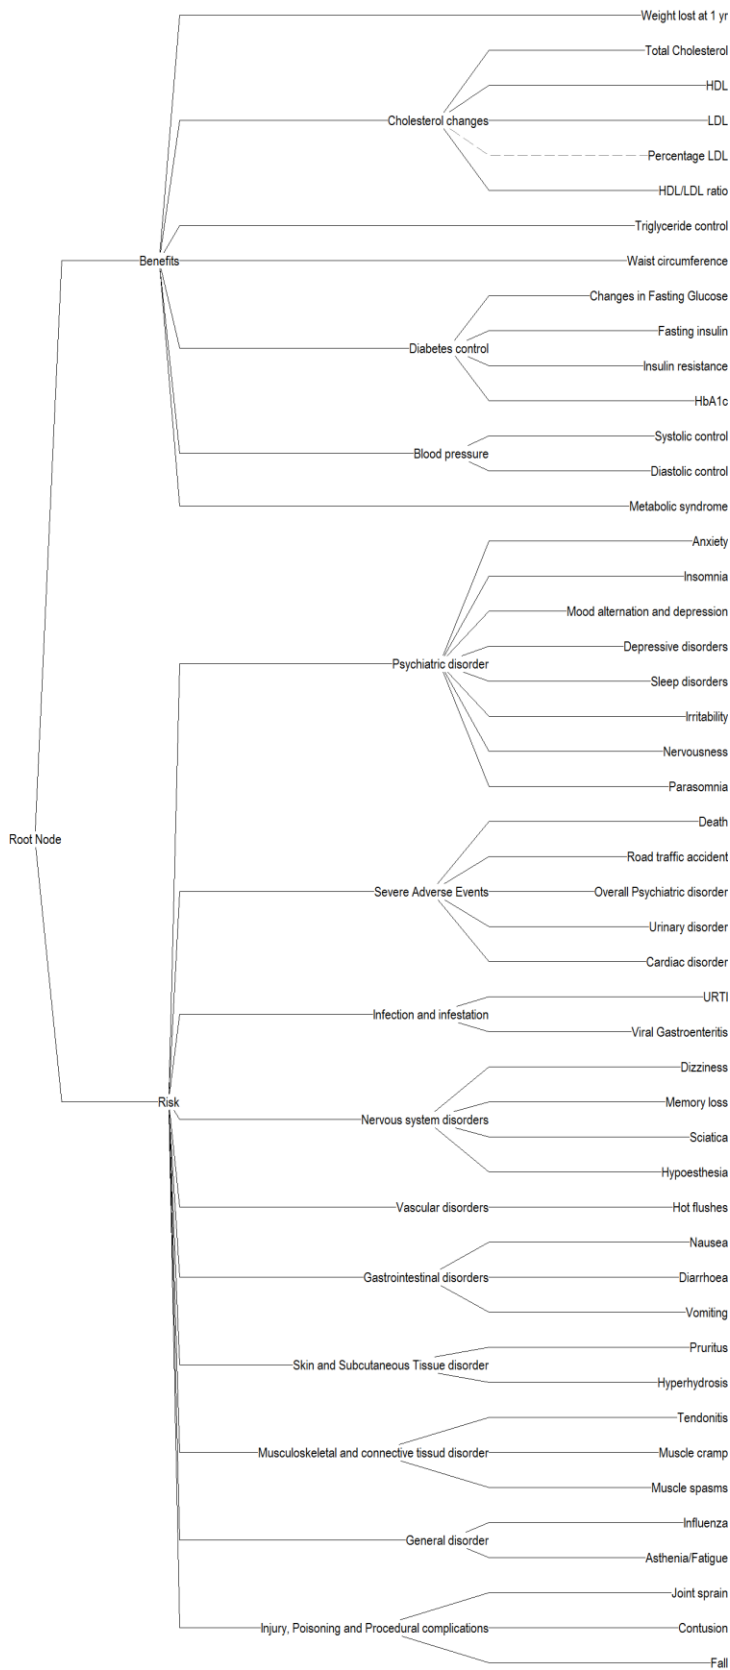 Weight lost at 1 yr
Total Cholesterol
HDL
Cholesterol changes
LDL
Percentage LDL
HDL/LDL ratio
Triglyceride control
Benefits
Waist circumference
Changes in Fasting Glucose
Fasting insulin
Diabetes control
Insulin resistance
HbA1c
Systolic control
Blood pressure
Diastolic control
Metabolic syndrome
Anxiety
Insomnia
Mood alternation and depression
Depressive disorders
Psychiatric disorder
Sleep disorders
Irritability
Nervousness
Parasomnia
Death
Root Node
Road traffic accident
Severe Adverse Events
Overall Psychiatric disorder
Urinary disorder
Cardiac disorder
URTI
Infection and infestation
Viral Gastroenteritis
Dizziness
Risk
Memory loss
Nervous system disorders
Sciatica
Hypoesthesia
Vascular disorders
Hot flushes
Nausea
Gastrointestinal disorders
Diarrhoea
Vomiting
Pruritus
Skin and Subcutaneous Tissue disorder
Hyperhydrosis
Tendonitis
Musculoskeletal and connective tissud disorder
Muscle cramp
Muscle spasms
Influenza
General disorder
Asthenia/Fatigue
Joint sprain
Injury, Poisoning and Procedural complications
Contusion
Fall